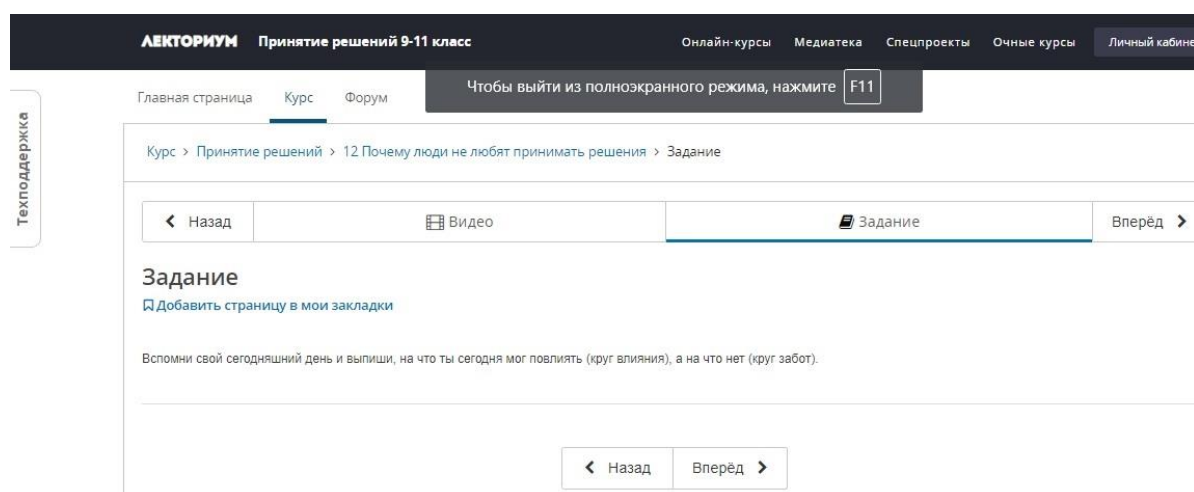 ЛЕКТОРИУМ Принятие решений 9-11 класс Онлайн-курсы Медиатека Спецпроекты Очные курсы Личный кабине
Чтобы выйти из полноэкранного режима, нажмите F11
Главная страница Курс Форум
Техподдержка
Курс > Принятие решений > 12 Почему люди не любят принимать решения > Задание
Назад Видео Задание Вперёд
Задание
Добавить страницу в мои закладки
Вспомни свой сегодняшний день и выпиши, на что ты сегодня мог повлиять (круг влияния), а на что нет (круг забот).
Назад Вперёд